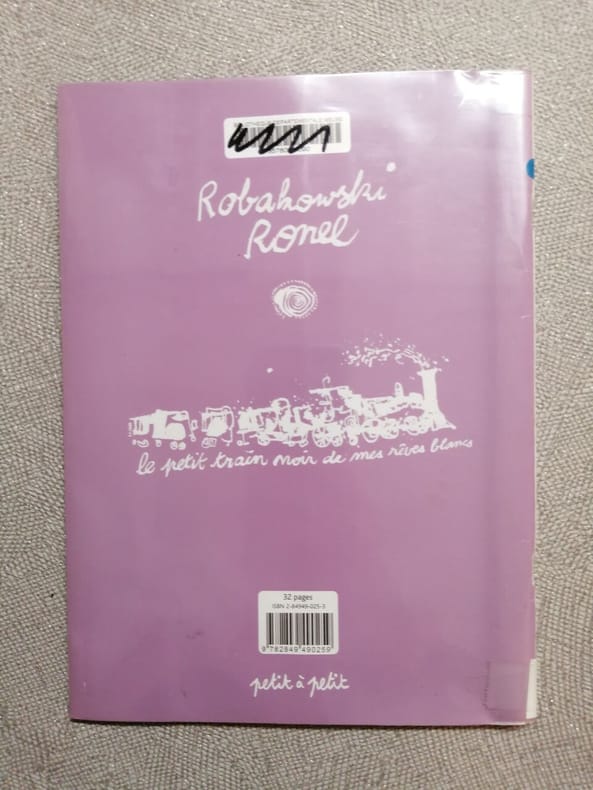 Robakowski
Ronel
le petit train noir de mes rêves blancs
32 pages
ISBN 2-84949-025-3
9 782849 490259
petit à petit